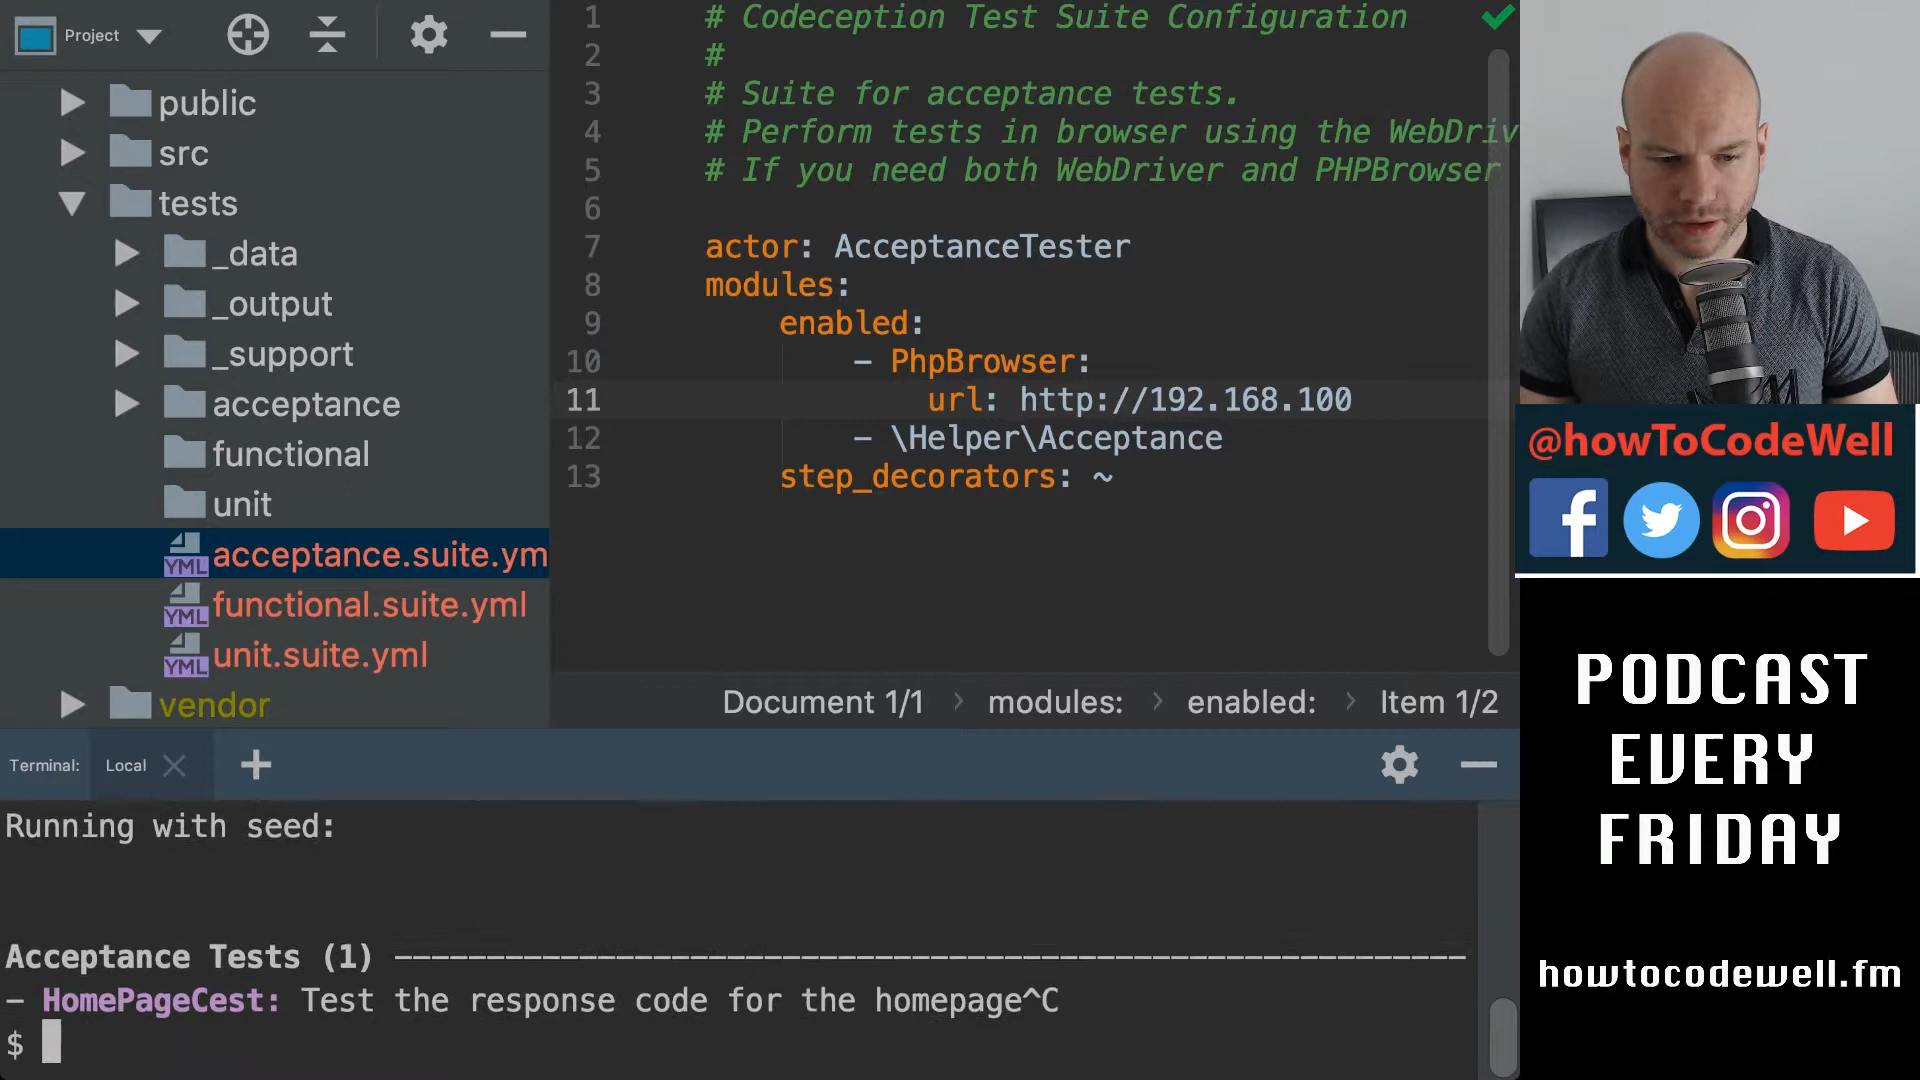 Project
public
src
tests
_data
_output
_support
acceptance
functional
unit
YML acceptance.suite.ym
YML functional.suite.yml
YML unit.suite.yml
vendor
1 # Codeception Test Suite Configuration
2 #
3 # Suite for acceptance tests.
4 # Perform tests in browser using the WebDriv
5 # If you need both WebDriver and PHPBrowser
6
7 actor: AcceptanceTester
8 modules:
9 enabled:
10 - PhpBrowser:
11 url: http://192.168.100
12 - \Helper\Acceptance
13 step_decorators: ~
Document 1/1 › modules: › enabled: › Item 1/2
Terminal: Local +
Running with seed:
Acceptance Tests (1) ----------------------------------------------------------
- HomePageCest: Test the response code for the homepage^C
$
@howToCodeWell
PODCAST
EVERY
FRIDAY
howtocodewell.fm